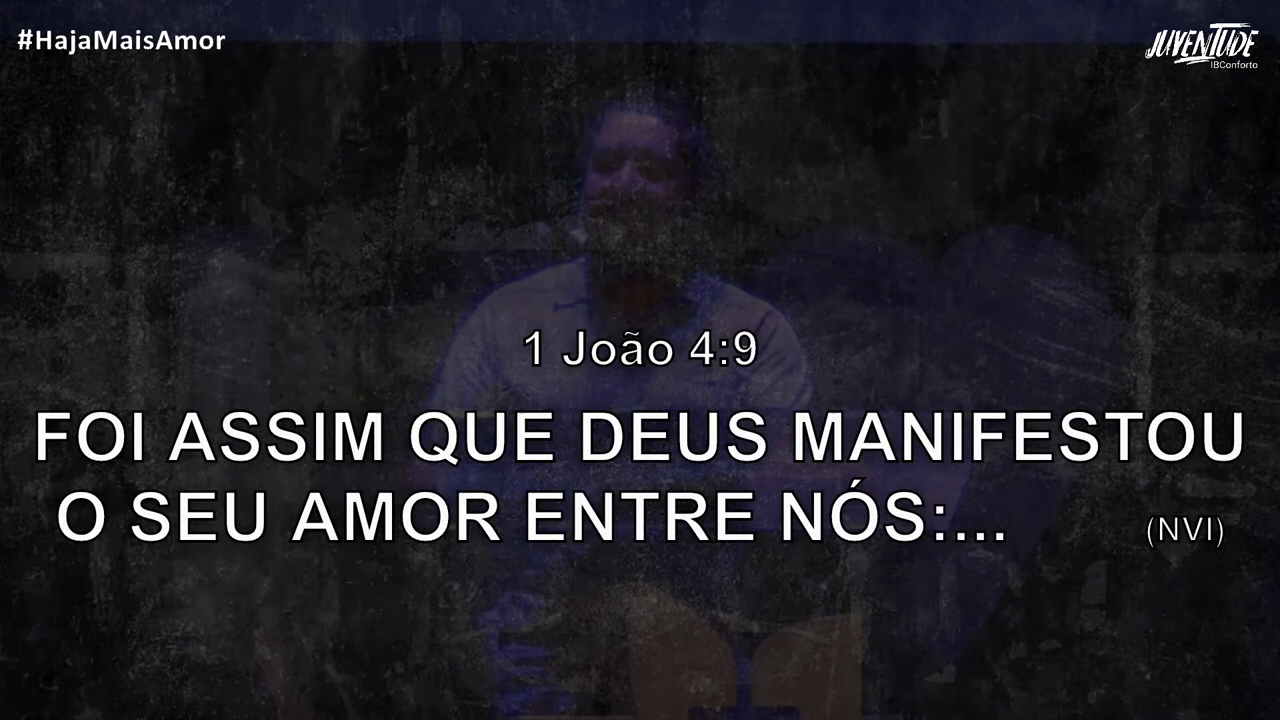 #HajaMaisAmor
JUVENTUDE
IBConforto
1 João 4:9
FOI ASSIM QUE DEUS MANIFESTOU
O SEU AMOR ENTRE NÓS:...
(NVI)